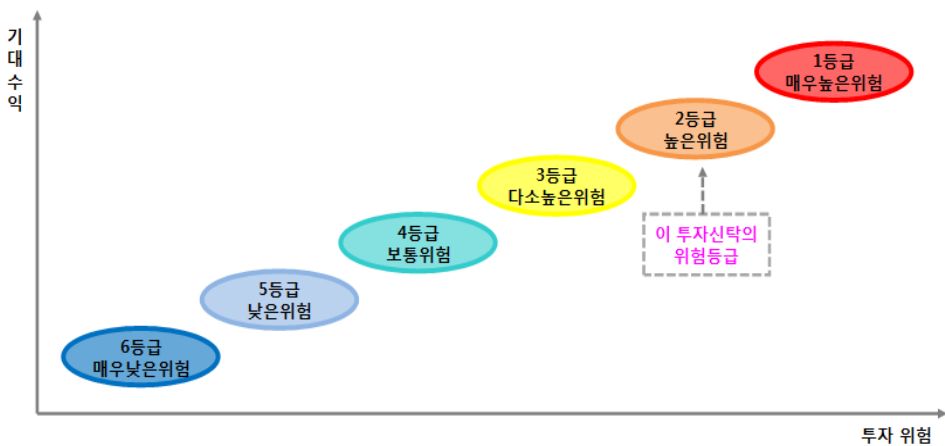 기
대
수
익
1등급
매우높은위험
2등급
높은위험
3등급
다소높은위험
이 투자신탁의
위험등급
4등급
보통위험
5등급
낮은위험
6등급
매우낮은위험
투자 위험